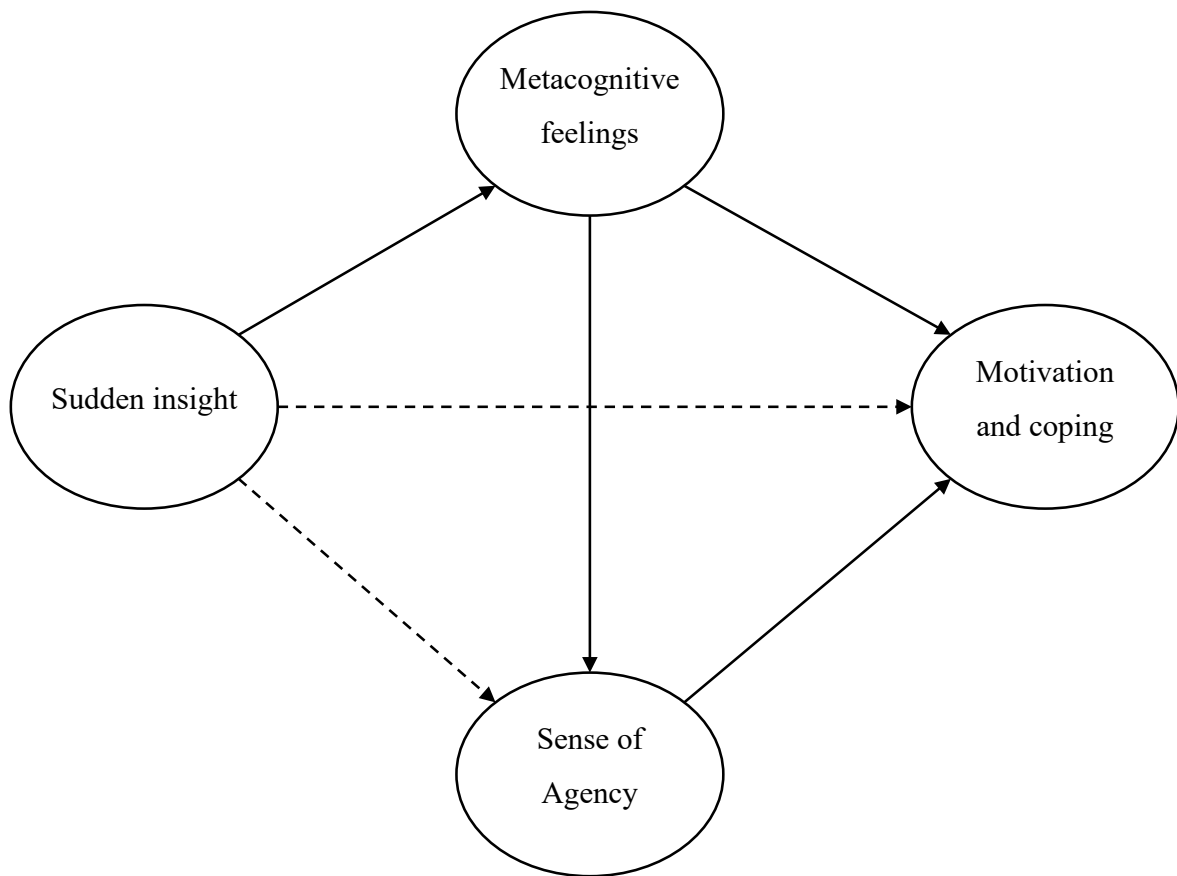 Metacognitive
feelings
Sudden insight
Motivation
and coping
Sense of
Agency